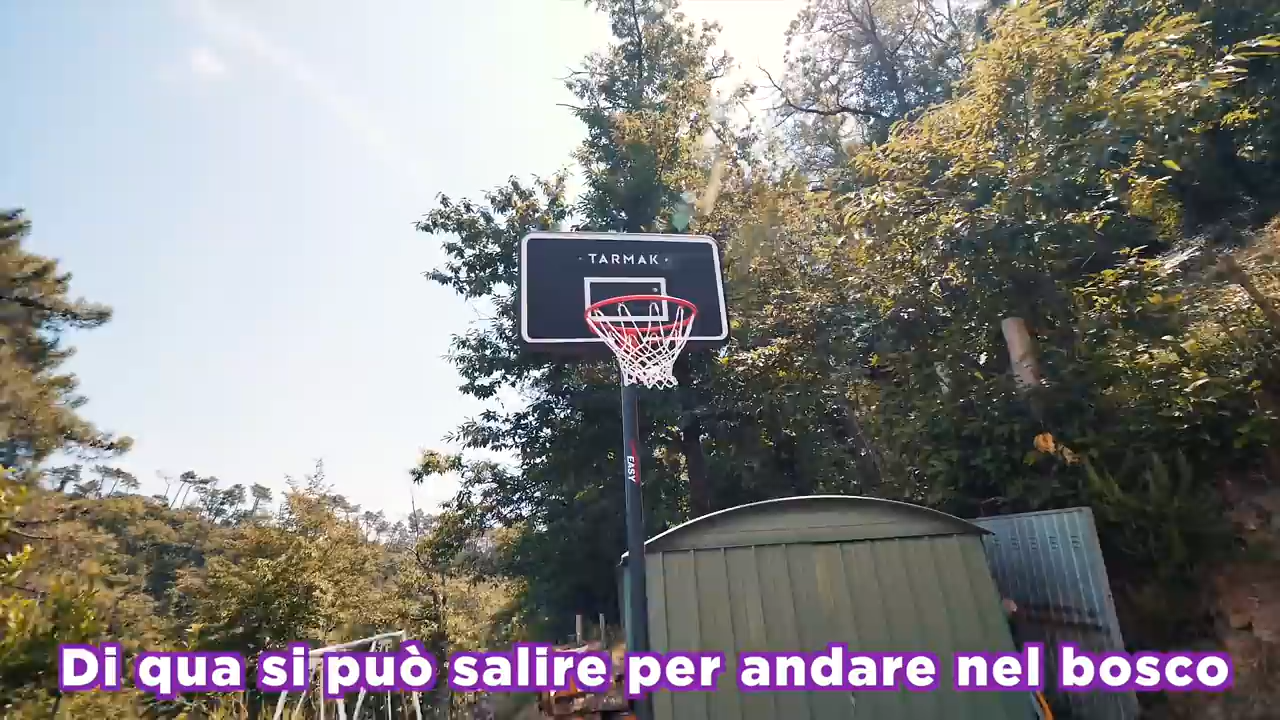 · TARMAK ·
EASY
Di qua si può salire per andare nel bosco